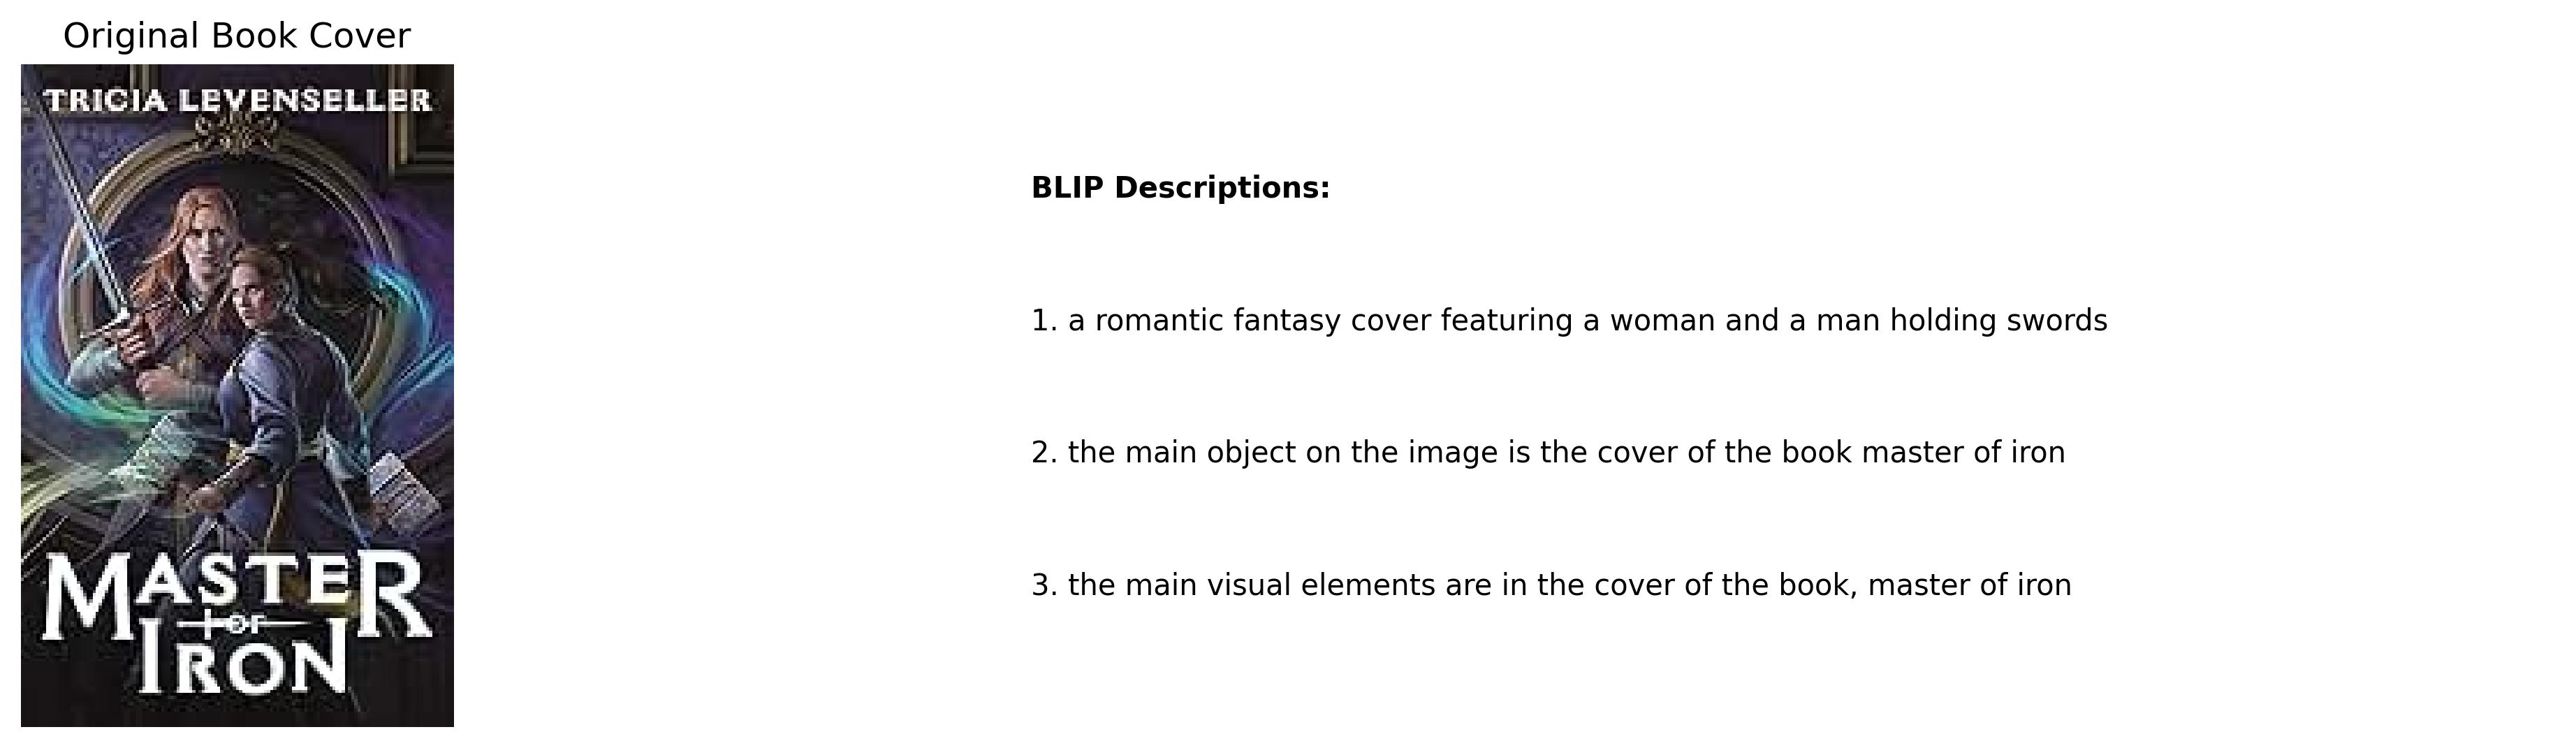 Original Book Cover
TRICIA LEVENSELLER
MASTER
OF
IRON
BLIP Descriptions:
1. a romantic fantasy cover featuring a woman and a man holding swords
2. the main object on the image is the cover of the book master of iron
3. the main visual elements are in the cover of the book, master of iron